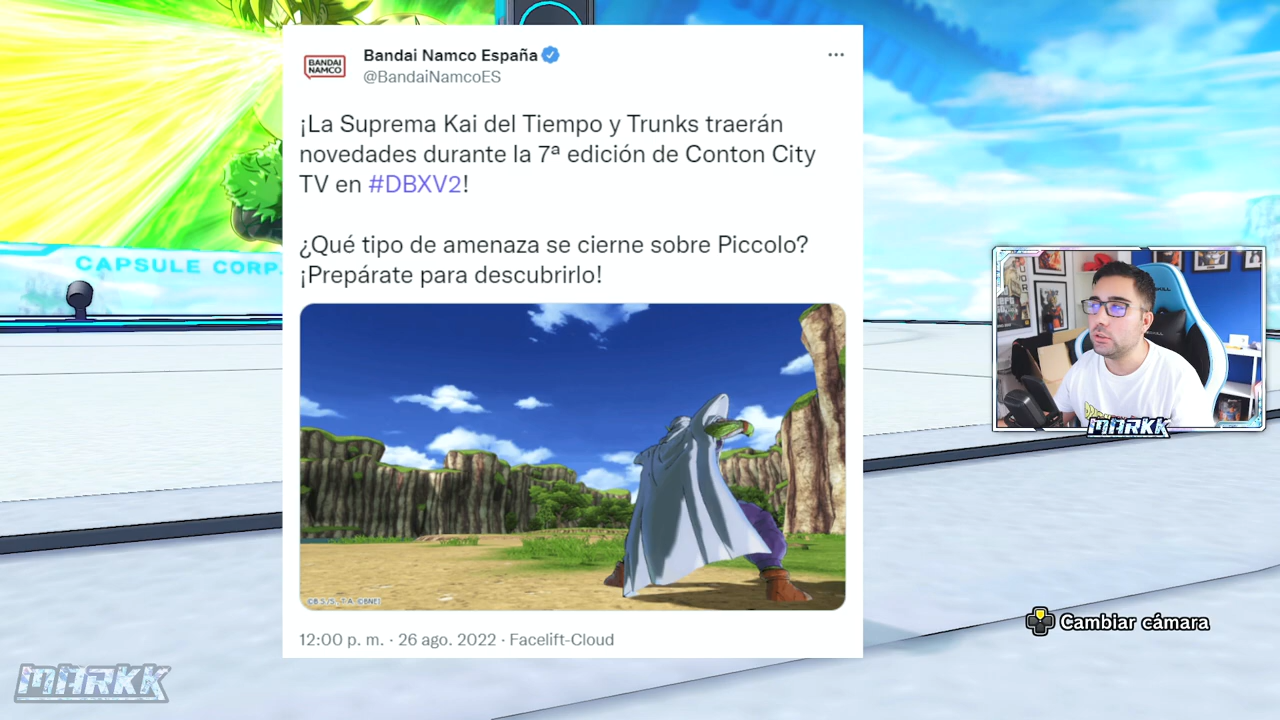 BANDAI
NAMCO
Bandai Namco España
@BandaiNamcoES
¡La Suprema Kai del Tiempo y Trunks traerán
novedades durante la 7ª edición de Conton City
TV en #DBXV2!
¿Qué tipo de amenaza se cierne sobre Piccolo?
¡Prepárate para descubrirlo!
CAPSULE CORP.
MARKK
Cambiar cámara
12:00 p. m. · 26 ago. 2022 · Facelift-Cloud
MARKK